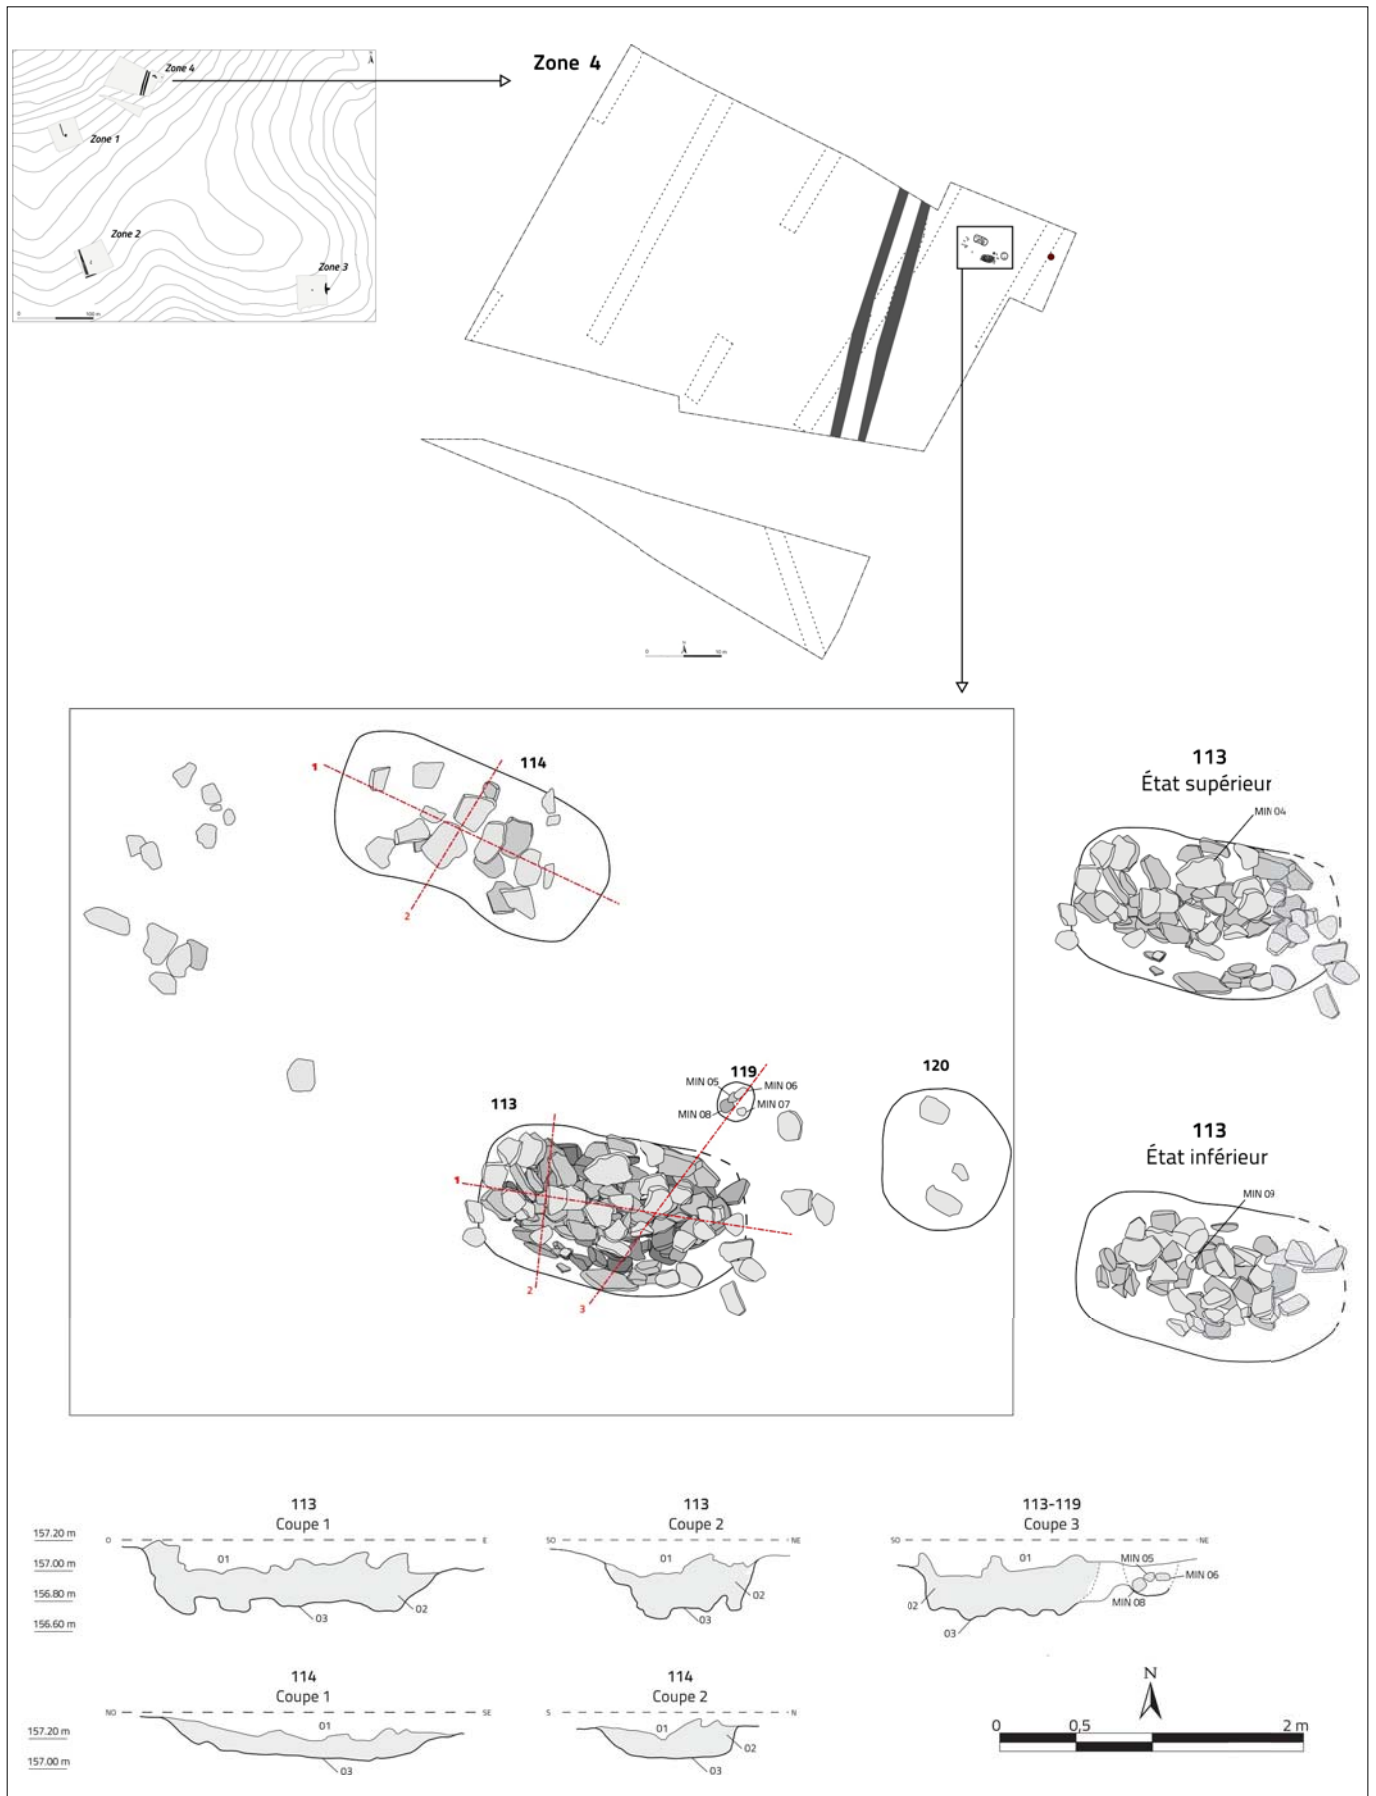 Zone 4
Zone 1
Zone 2
Zone 3
0 100 m
Zone 4
0 N 10 m
114
1
2
113
119
MIN 05
MIN 06
MIN 07
MIN 08
1
2
3
120
113
État supérieur
MIN 04
113
État inférieur
MIN 09
113
Coupe 1
157.20 m
157.00 m
156.80 m
156.60 m
O E
01
02
03
113
Coupe 2
SO NE
01
02
03
113-119
Coupe 3
SO NE
01
MIN 05
MIN 06
MIN 08
02
03
114
Coupe 1
NO SE
157.20 m
157.00 m
01
03
114
Coupe 2
S N
01
02
03
N
0 0,5 2 m